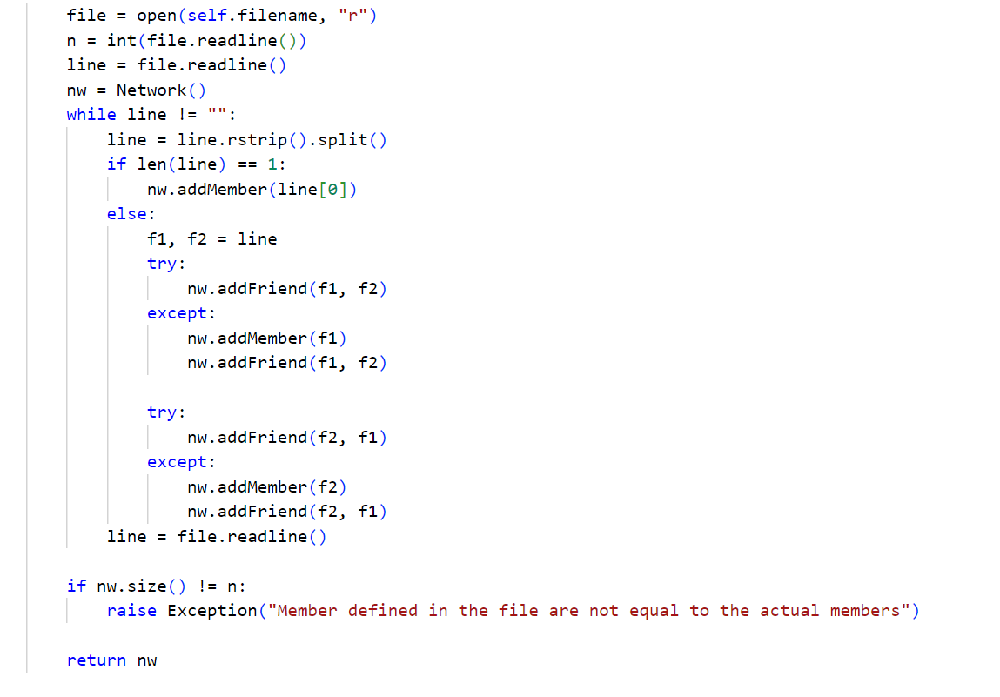 file = open(self.filename, "r")
n = int(file.readline())
line = file.readline()
nw = Network()
while line != "":
    line = line.rstrip().split()
    if len(line) == 1:
        nw.addMember(line[0])
    else:
        f1, f2 = line
        try:
            nw.addFriend(f1, f2)
        except:
            nw.addMember(f1)
            nw.addFriend(f1, f2)

        try:
            nw.addFriend(f2, f1)
        except:
            nw.addMember(f2)
            nw.addFriend(f2, f1)
    line = file.readline()

if nw.size() != n:
    raise Exception("Member defined in the file are not equal to the actual members")

return nw